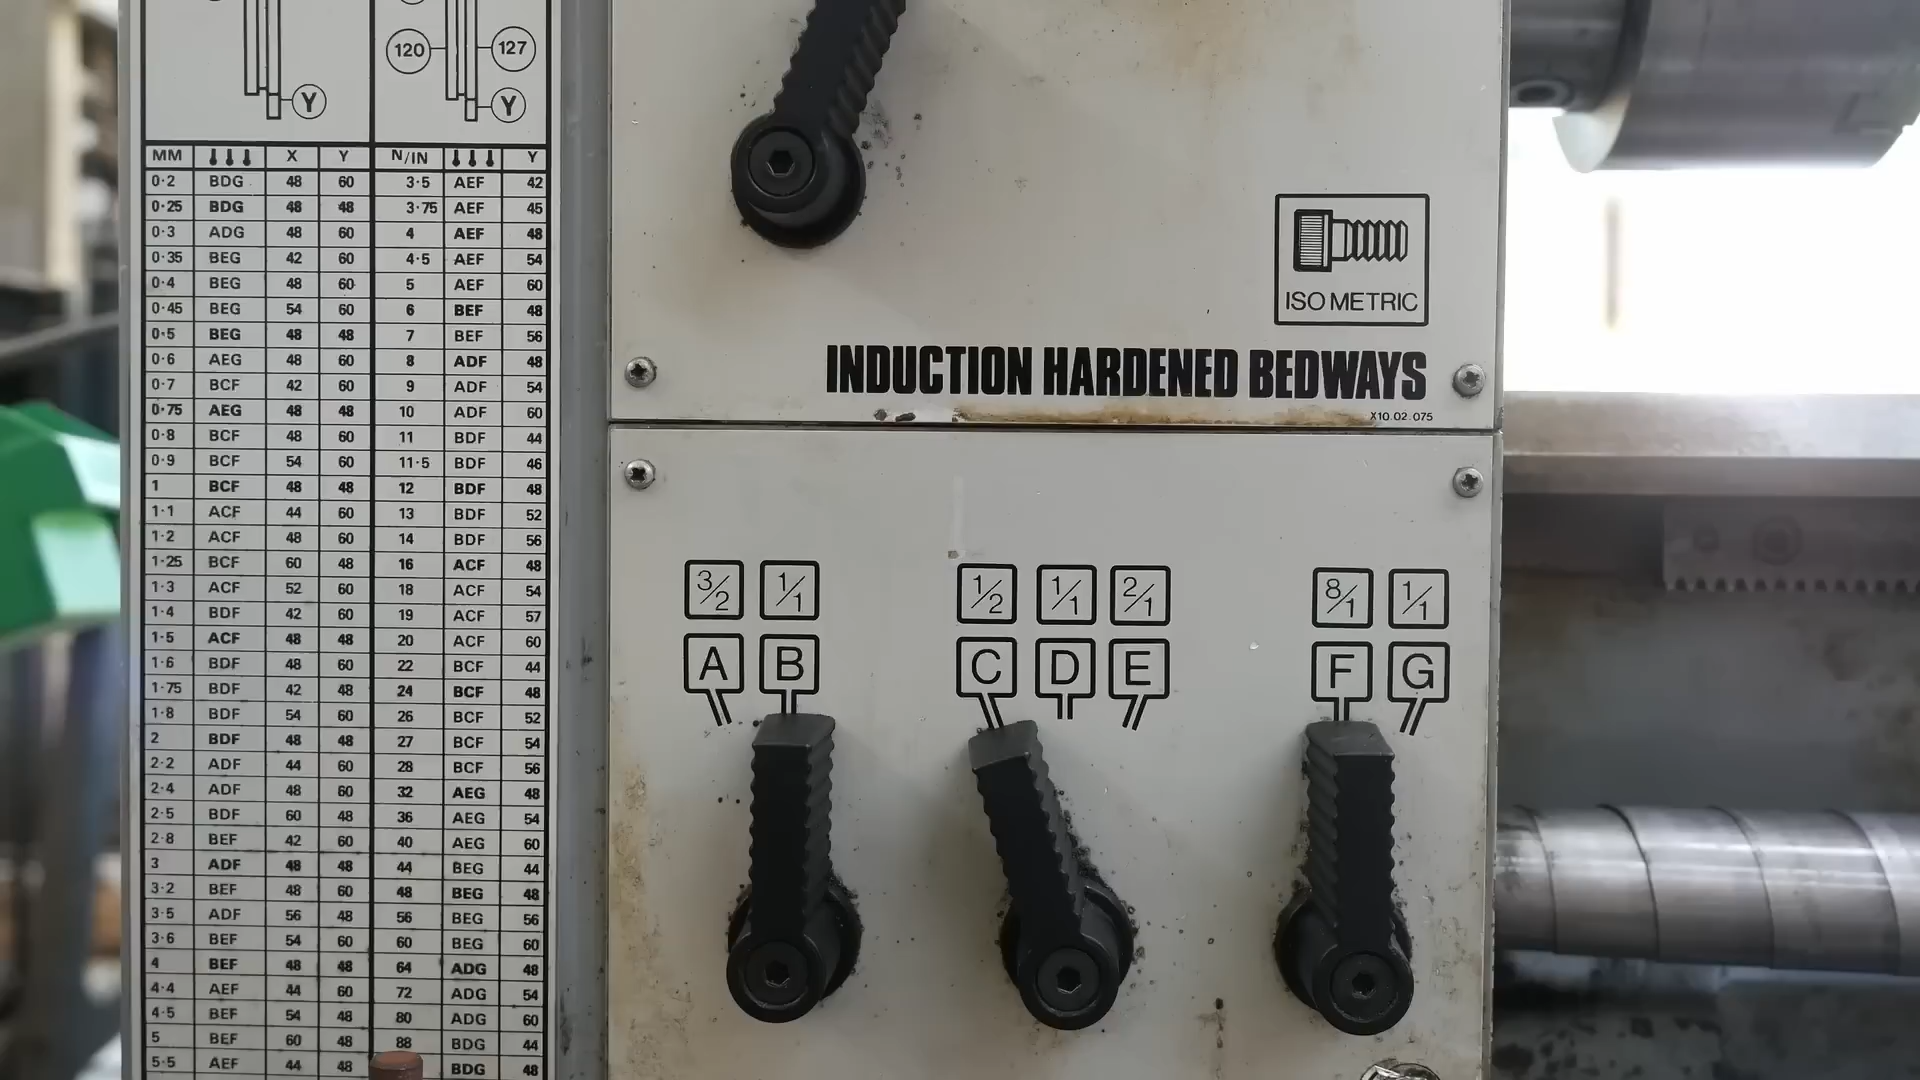 120 127
Y Y
MM X Y N/IN Y
0·2 BDG 48 60 3·5 AEF 42
0·25 BDG 48 48 3·75 AEF 45
0·3 ADG 48 60 4 AEF 48
0·35 BEG 42 60 4·5 AEF 54
0·4 BEG 48 60 5 AEF 60
0·45 BEG 54 60 6 BEF 48
0·5 BEG 48 48 7 BEF 56
0·6 AEG 48 60 8 ADF 48
0·7 BCF 42 60 9 ADF 54
0·75 AEG 48 48 10 ADF 60
0·8 BCF 48 60 11 BDF 44
0·9 BCF 54 60 11·5 BDF 46
1 BCF 48 48 12 BDF 48
1·1 ACF 44 60 13 BDF 52
1·2 ACF 48 60 14 BDF 56
1·25 BCF 60 48 16 ACF 48
1·3 ACF 52 60 18 ACF 54
1·4 BDF 42 60 19 ACF 57
1·5 ACF 48 48 20 ACF 60
1·6 BDF 48 60 22 BCF 44
1·75 BDF 42 48 24 BCF 48
1·8 BDF 54 60 26 BCF 52
2 BDF 48 48 27 BCF 54
2·2 ADF 44 60 28 BCF 56
2·4 ADF 48 60 32 AEG 48
2·5 BDF 60 48 36 AEG 54
2·8 BEF 42 60 40 AEG 60
3 ADF 48 48 44 BEG 44
3·2 BEF 48 60 48 BEG 48
3·5 ADF 56 48 56 BEG 56
3·6 BEF 54 60 60 BEG 60
4 BEF 48 48 64 ADG 48
4·4 AEF 44 60 72 ADG 54
4·5 BEF 54 48 80 ADG 60
5 BEF 60 48 88 BDG 44
5·5 AEF 44 48 BDG 48
ISO METRIC
INDUCTION HARDENED BEDWAYS
X10.02.075
3/2 1/1 1/2 1/1 2/1 8/1 1/1
A B C D E F G